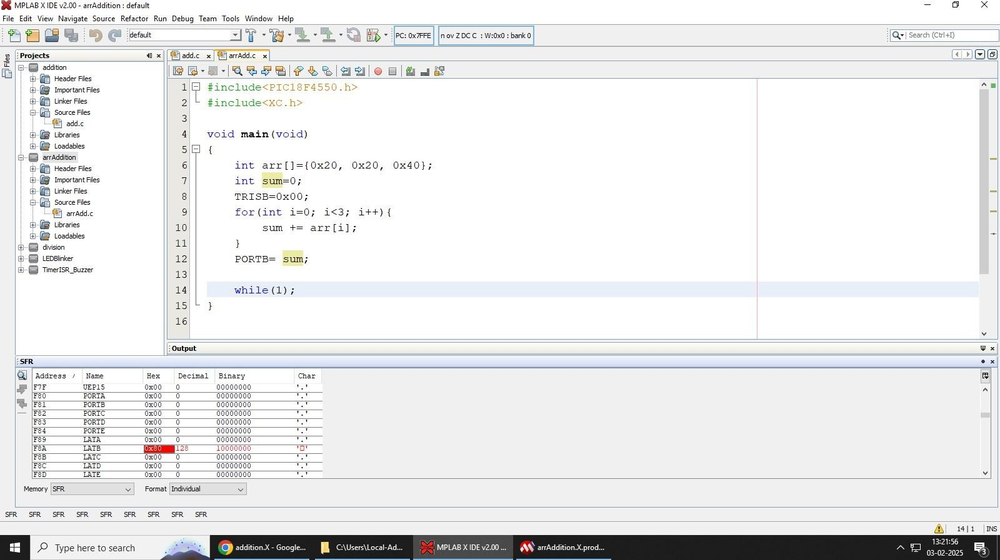 MPLAB X IDE v2.00 - arrAddition : default
File Edit View Navigate Source Refactor Run Debug Team Tools Window Help
default PC: 0x7FFE n ov Z DC C : W:0x0 : bank 0 Search (Ctrl+I)
Files
Projects
addition
Header Files
Important Files
Linker Files
Source Files
add.c
Libraries
Loadables
arrAddition
Header Files
Important Files
Linker Files
Source Files
arrAdd.c
Libraries
Loadables
division
LEDBlinker
TimerISR_Buzzer
add.c arrAdd.c
1 #include<PIC18F4550.h>
2 #include<XC.h>
3
4 void main(void)
5 {
6 int arr[]={0x20, 0x20, 0x40};
7 int sum=0;
8 TRISB=0x00;
9 for(int i=0; i<3; i++){
10 sum += arr[i];
11 }
12 PORTB= sum;
13
14 while(1);
15 }
16
Output
SFR
Address / Name Hex Decimal Binary Char
F7F UEP15 0x00 0 00000000 '.'
F80 PORTA 0x00 0 00000000 '.'
F81 PORTB 0x00 0 00000000 '.'
F82 PORTC 0x00 0 00000000 '.'
F83 PORTD 0x00 0 00000000 '.'
F84 PORTE 0x00 0 00000000 '.'
F89 LATA 0x00 0 00000000 '.'
F8A LATB 0x80 128 10000000 '□'
F8B LATC 0x00 0 00000000 '.'
F8C LATD 0x00 0 00000000 '.'
F8D LATE 0x00 0 00000000 '.'
Memory SFR Format Individual
SFR SFR SFR SFR SFR SFR SFR SFR SFR
14 | 1 INS
Type here to search addition.X - Google... C:\Users\Local-Ad... MPLAB X IDE v2.00 ... arrAddition.X.prod...
13:21:56
03-02-2025
3